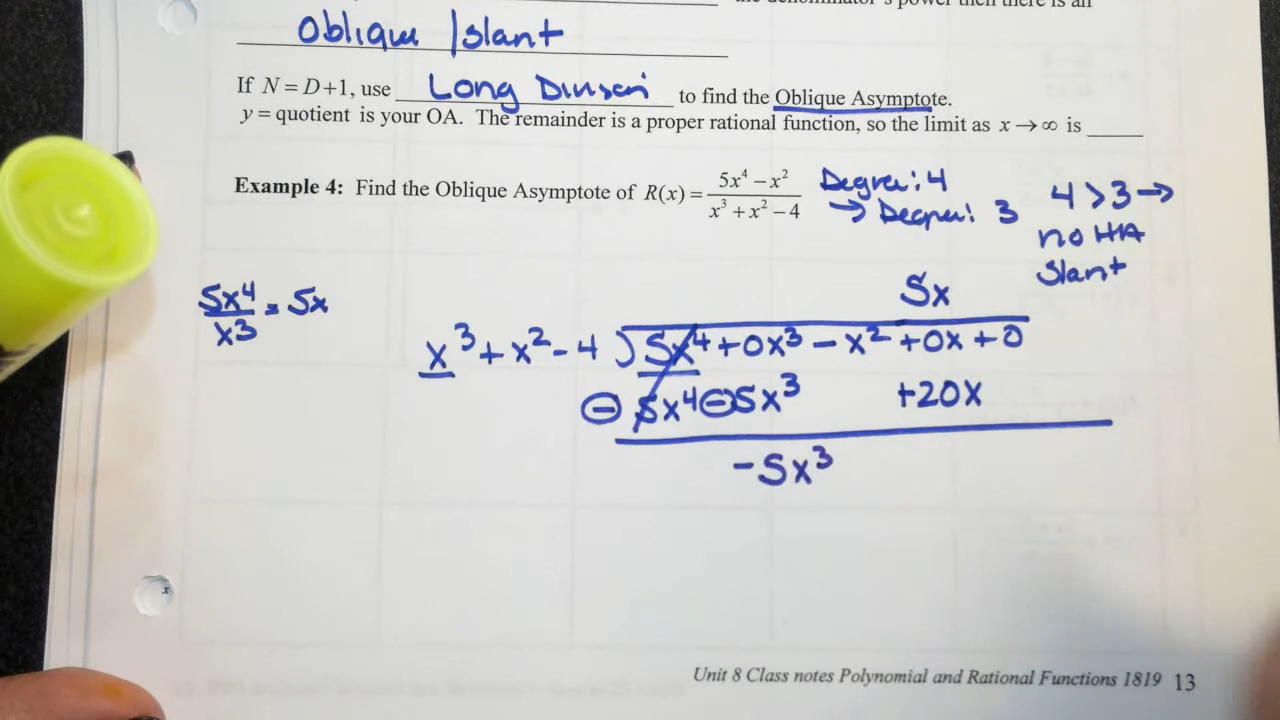 the denominator's power then there is an
Oblique / Slant
If N = D+1, use Long Division to find the Oblique Asymptote.
y = quotient is your OA. The remainder is a proper rational function, so the limit as x → ∞ is ____
Example 4: Find the Oblique Asymptote of R(x) = (5x⁴ − x²)/(x³ + x² − 4) Degree: 4
→ Degree: 3
4 > 3 →
no HA
Slant
5x⁴/x³ = 5x
5x
x³ + x² − 4 ) 5x⁴ + 0x³ − x² + 0x + 0
⊖ 5x⁴ ⊖ 5x³ + 20x
−5x³
Unit 8 Class notes Polynomial and Rational Functions 1819 13